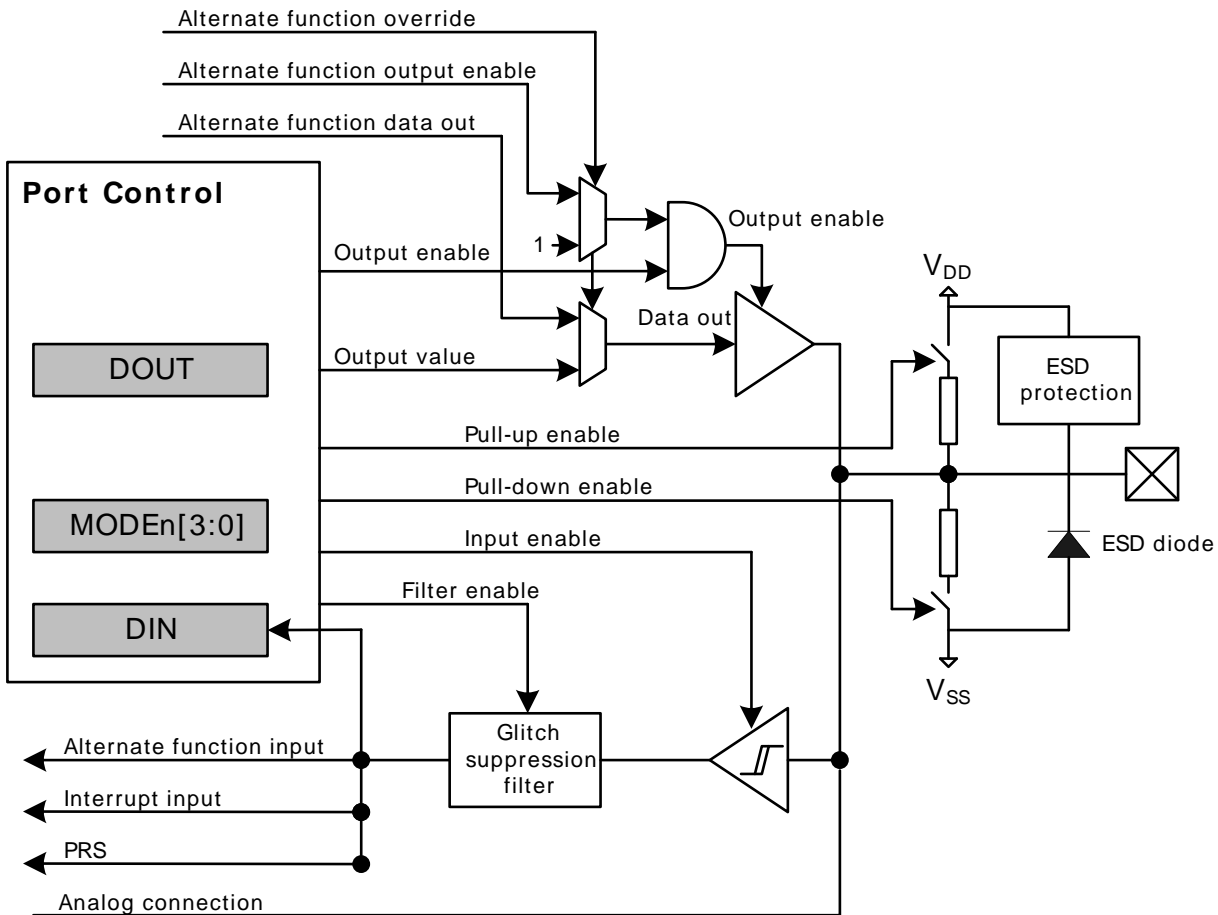 Alternate function override
Alternate function output enable
Alternate function data out
Port Control
Output enable
1
Output enable
V_DD
Data out
Output value
DOUT
ESD
protection
Pull-up enable
Pull-down enable
MODEn[3:0]
Input enable
ESD diode
Filter enable
DIN
V_SS
Glitch
suppression
filter
Alternate function input
Interrupt input
PRS
Analog connection